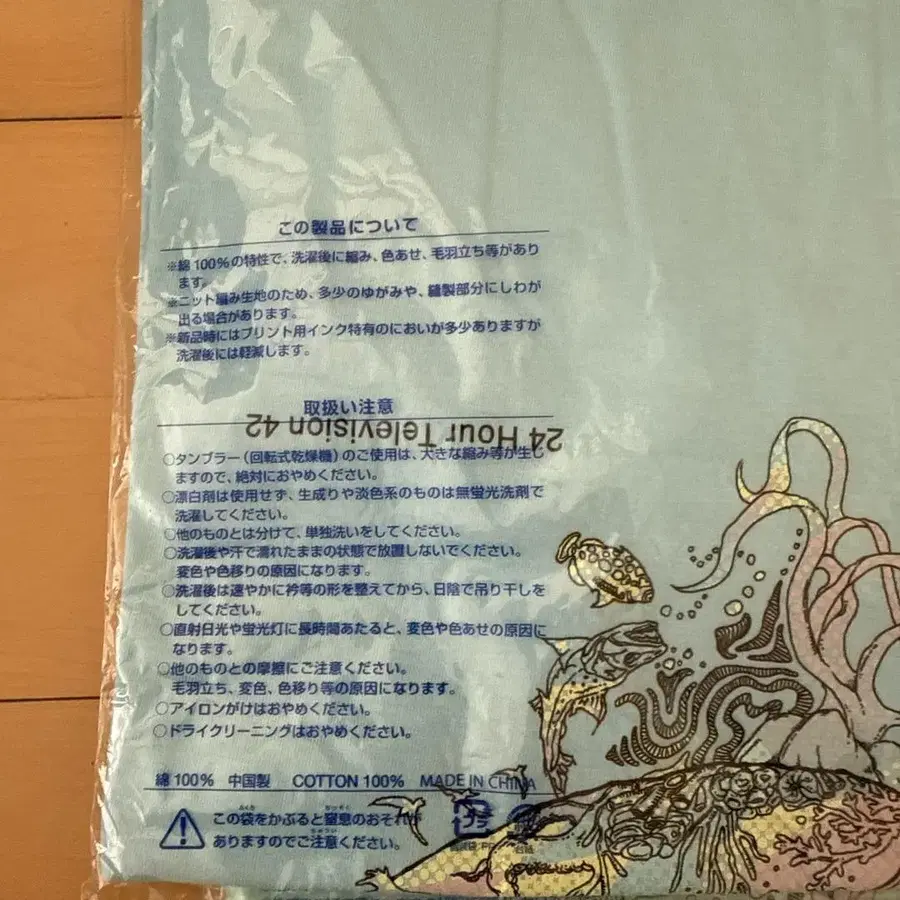 この製品について
※綿100%の特性で、洗濯後に縮み、色あせ、毛羽立ち等があり
ます。
※ニット編み生地のため、多少のゆがみや、縫製部分にしわが
出る場合があります。
※新品時にはプリント用インク特有のにおいが多少ありますが
洗濯後には軽減します。
取扱い注意
24 Hour Television 42
○タンブラー(回転式乾燥機)のご使用は、大きな縮み等が生じ
ますので、絶対におやめください。
○漂白剤は使用せず、生成りや淡色系のものは無蛍光洗剤で
洗濯してください。
○他のものとは分けて、単独洗いをしてください。
○洗濯後や汗で濡れたままの状態で放置しないでください。
変色や色移りの原因になります。
○洗濯後は速やかに衿等の形を整えてから、日陰で吊り干しを
してください。
○直射日光や蛍光灯に長時間あたると、変色や色あせの原因に
なります。
○他のものとの摩擦にご注意ください。
毛羽立ち、変色、色移り等の原因になります。
○アイロンがけはおやめください。
○ドライクリーニングはおやめください。
綿100% 中国製 COTTON 100% MADE IN CHINA
この袋をかぶると窒息のおそれが
ありますのでご注意ください。
プラ